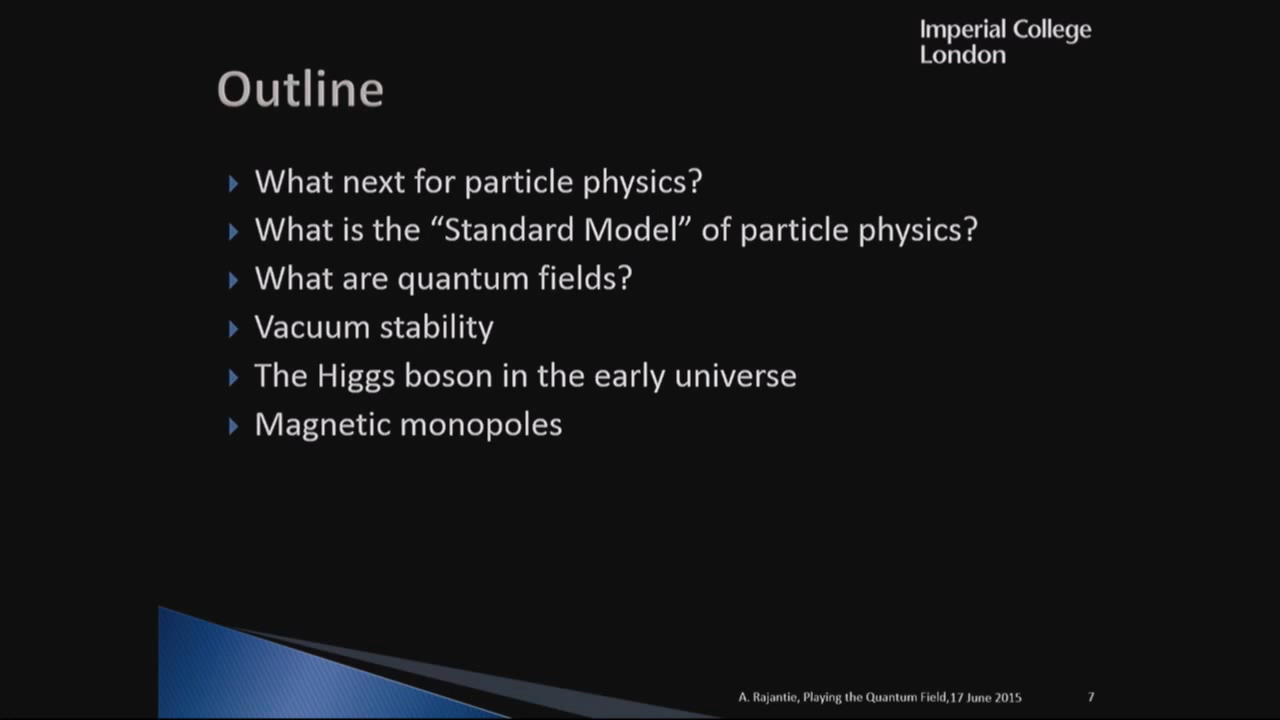 Imperial College
London
Outline
What next for particle physics?
What is the “Standard Model” of particle physics?
What are quantum fields?
Vacuum stability
The Higgs boson in the early universe
Magnetic monopoles
A. Rajantie, Playing the Quantum Field,17 June 2015 7